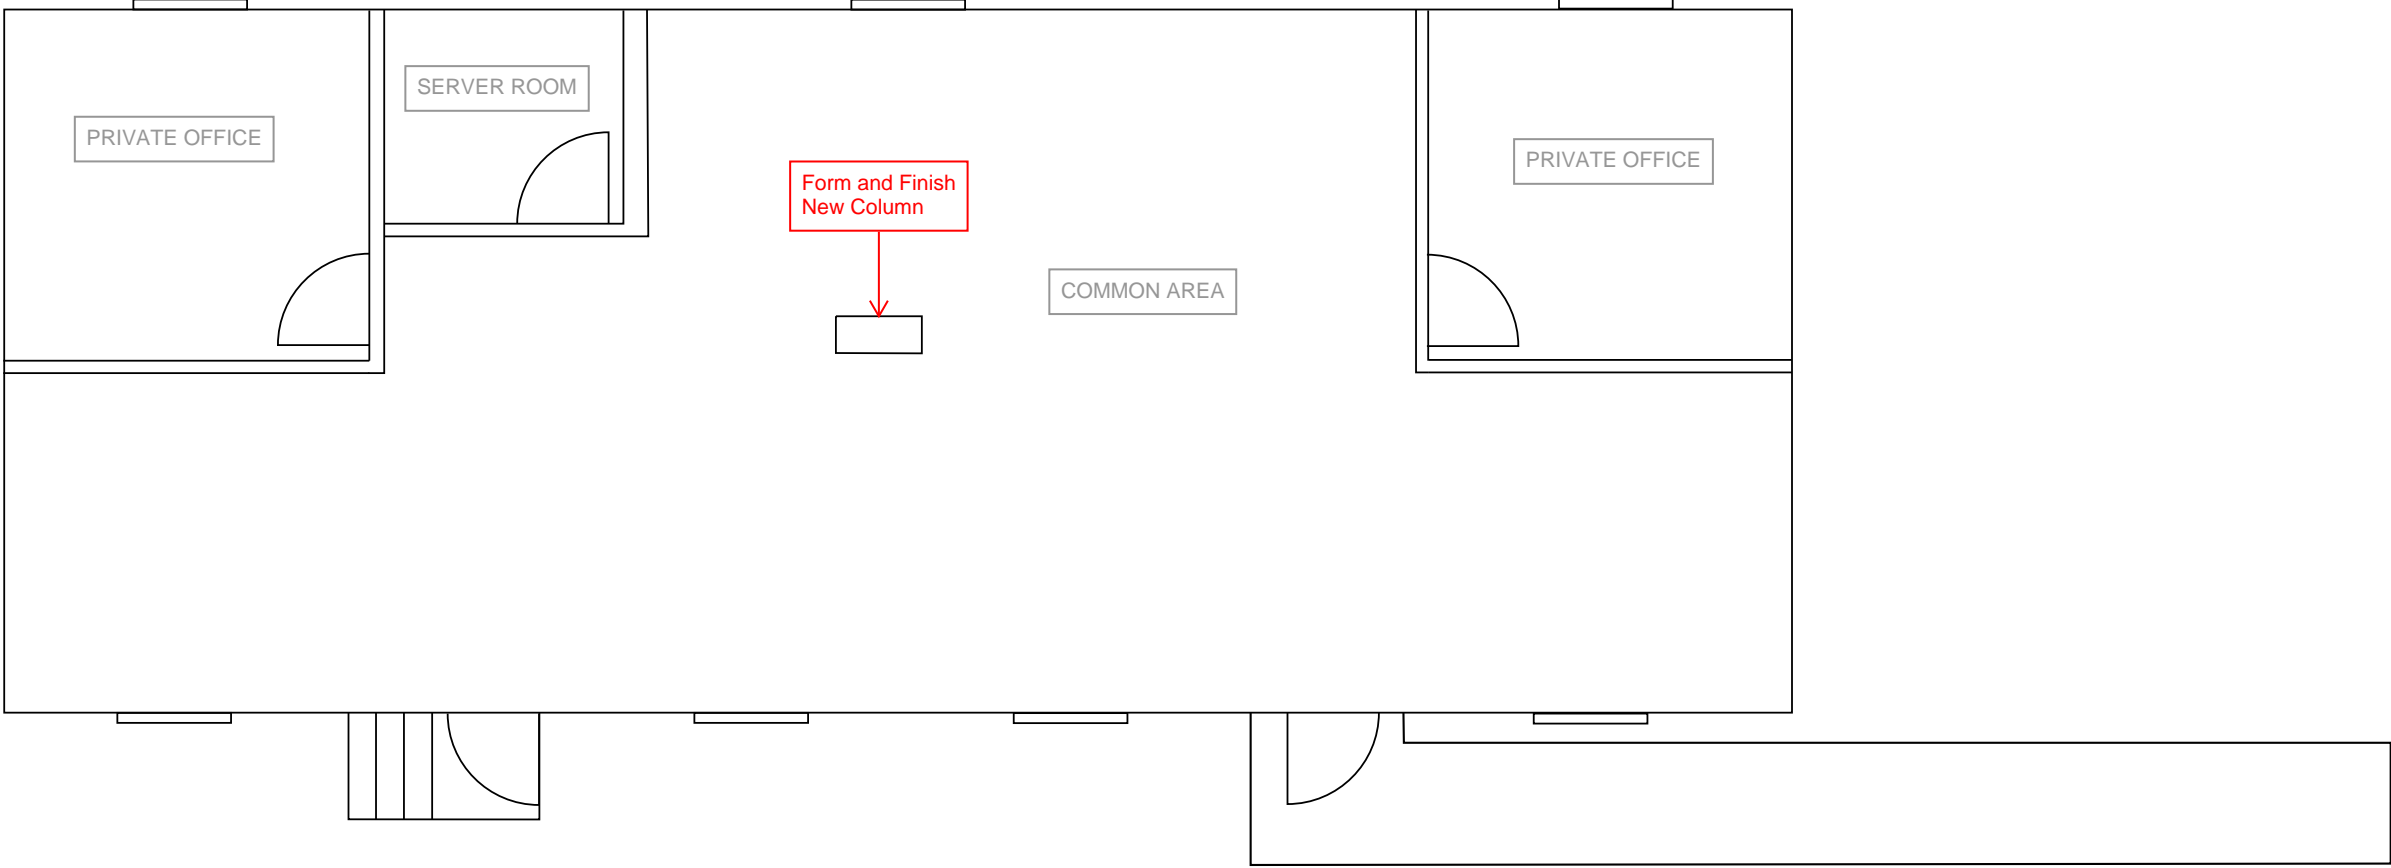 SERVER ROOM
PRIVATE OFFICE
PRIVATE OFFICE
Form and Finish
New Column
COMMON AREA